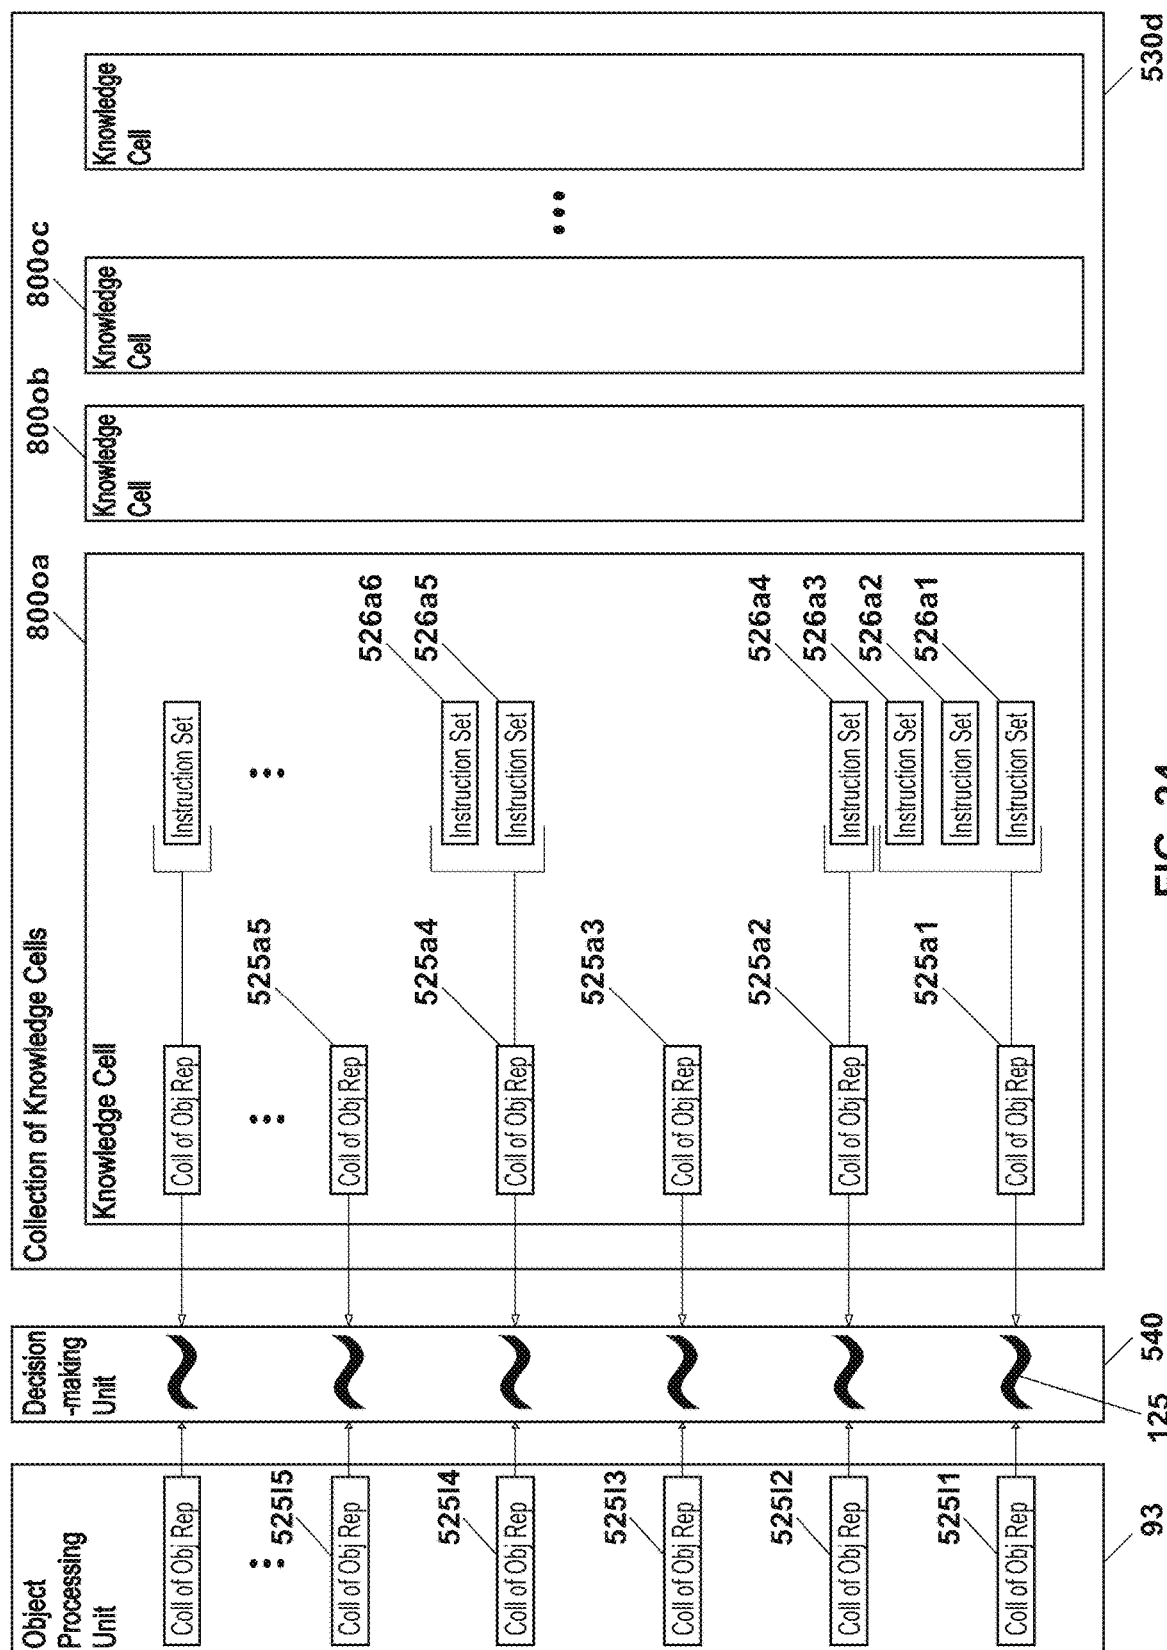 Object
Processing
Unit
Coll of Obj Rep
525l5
Coll of Obj Rep
525l4
Coll of Obj Rep
525l3
Coll of Obj Rep
525l2
Coll of Obj Rep
525l1
Coll of Obj Rep
93
Decision
-making
Unit
125
540
Collection of Knowledge Cells
Knowledge Cell
800oa
Coll of Obj Rep
525a5
Coll of Obj Rep
525a4
Coll of Obj Rep
525a3
Coll of Obj Rep
525a2
Coll of Obj Rep
525a1
Coll of Obj Rep
Instruction Set
526a6
Instruction Set
526a5
Instruction Set
526a4
Instruction Set
526a3
Instruction Set
526a2
Instruction Set
526a1
Instruction Set
800ob
Knowledge
Cell
800oc
Knowledge
Cell
Knowledge
Cell
530d